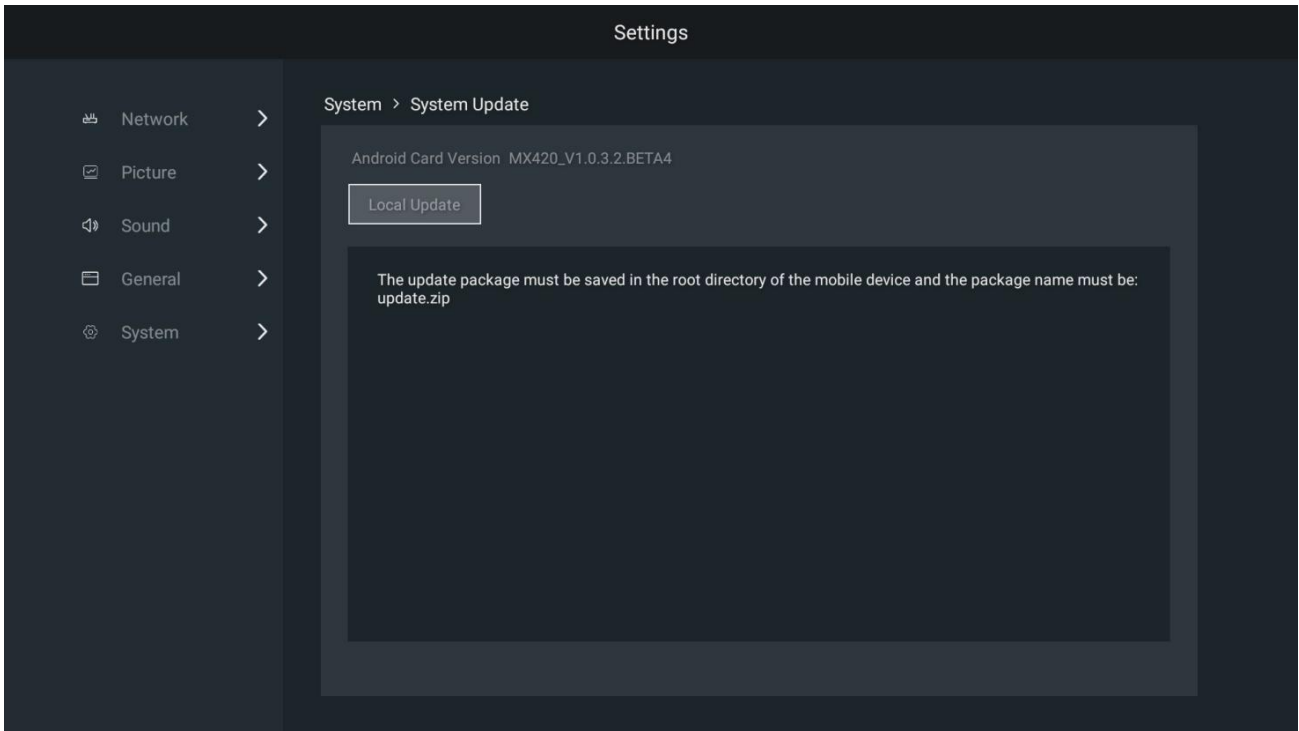 Settings
Network
Picture
Sound
General
System
System > System Update
Android Card Version MX420_V1.0.3.2.BETA4
Local Update
The update package must be saved in the root directory of the mobile device and the package name must be:
update.zip